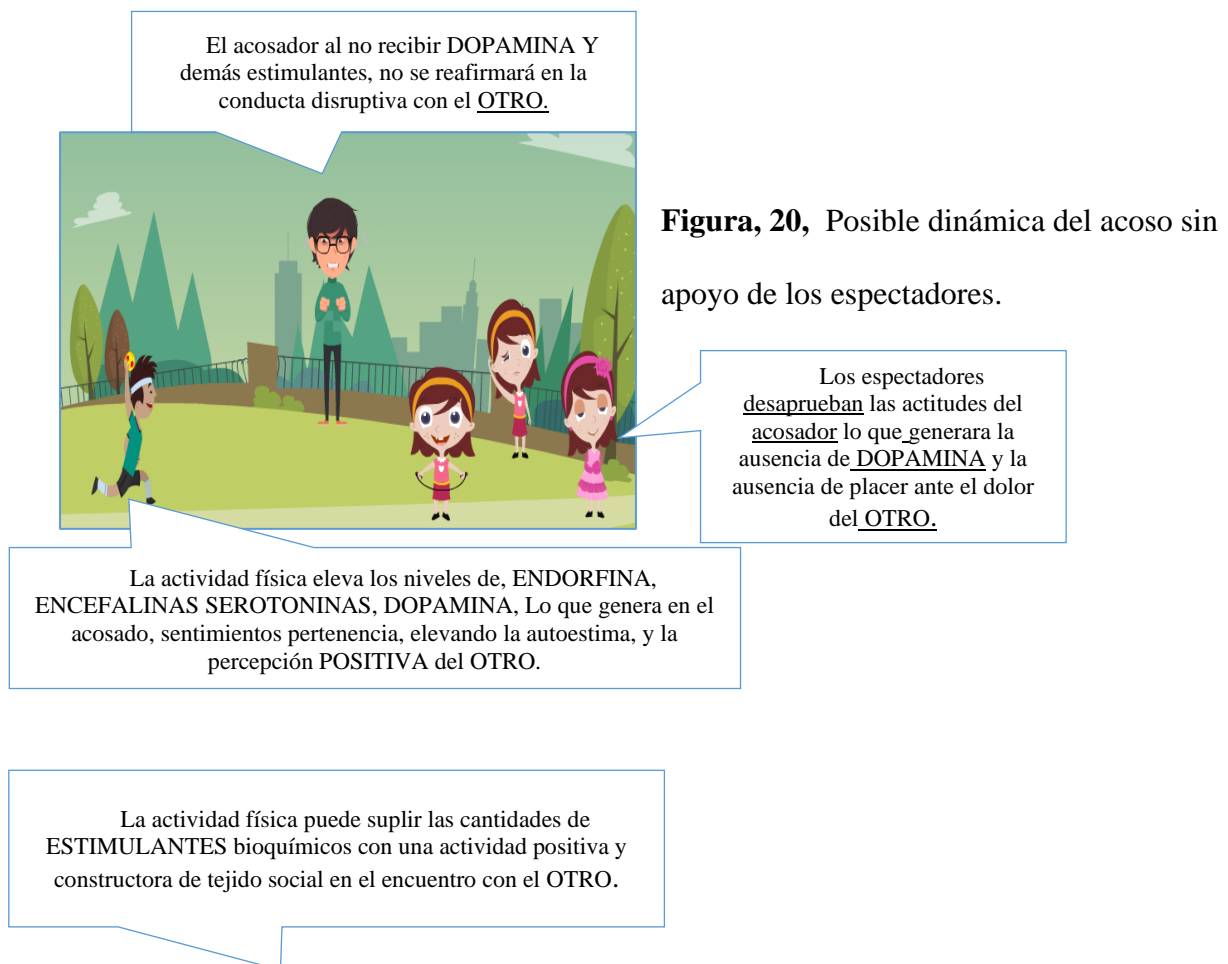 El acosador al no recibir DOPAMINA Y
demás estimulantes, no se reafirmará en la
conducta disruptiva con el OTRO.
Figura, 20, Posible dinámica del acoso sin
apoyo de los espectadores.
Los espectadores
desaprueban las actitudes del
acosador lo que generara la
ausencia de DOPAMINA y la
ausencia de placer ante el dolor
del OTRO.
La actividad física eleva los niveles de, ENDORFINA,
ENCEFALINAS SEROTONINAS, DOPAMINA, Lo que genera en el
acosado, sentimientos pertenencia, elevando la autoestima, y la
percepción POSITIVA del OTRO.
La actividad física puede suplir las cantidades de
ESTIMULANTES bioquímicos con una actividad positiva y
constructora de tejido social en el encuentro con el OTRO.